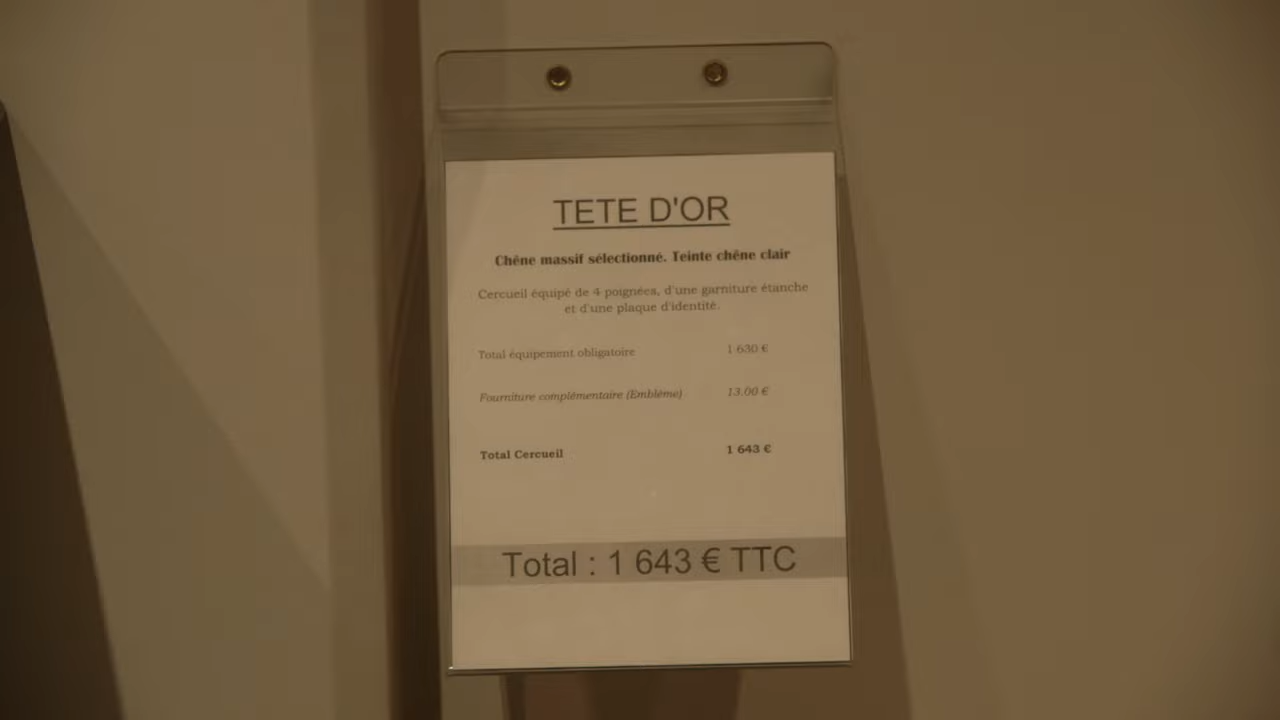 TETE D'OR
Chêne massif sélectionné. Teinte chêne clair
Cercueil équipé de 4 poignées, d'une garniture étanche
et d'une plaque d'identité.
Total équipement obligatoire 1 630 €
Fourniture complémentaire (Emblème) 13.00 €
Total Cercueil 1 643 €
Total : 1 643 € TTC